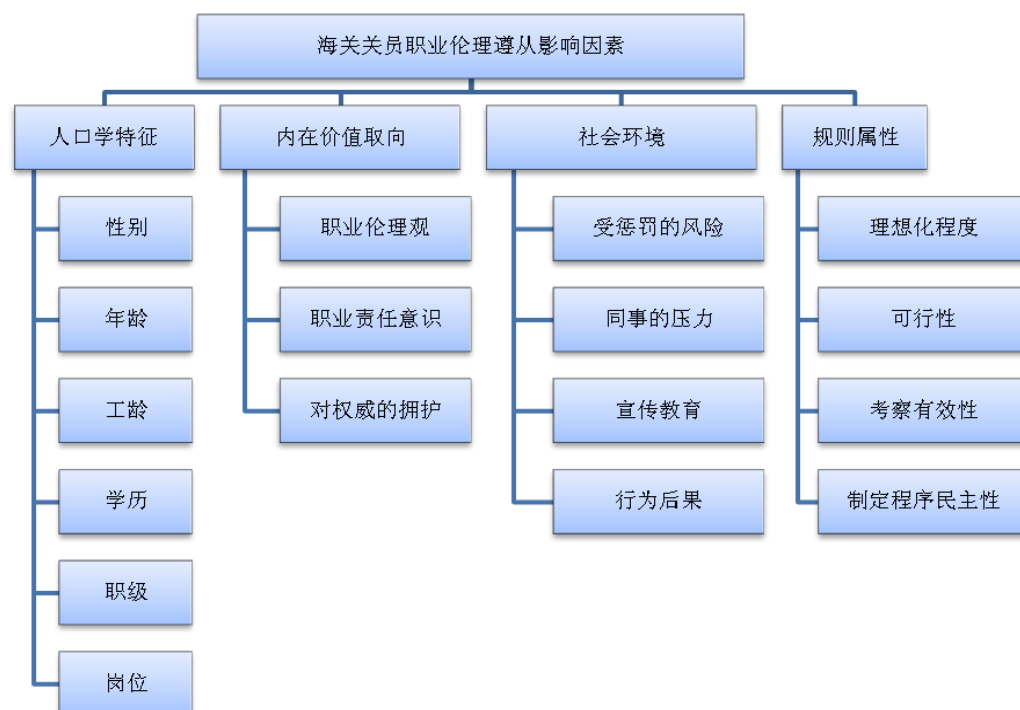 海关关员职业伦理遵从影响因素
人口学特征
性别
年龄
工龄
学历
职级
岗位
内在价值取向
职业伦理观
职业责任意识
对权威的拥护
社会环境
受惩罚的风险
同事的压力
宣传教育
行为后果
规则属性
理想化程度
可行性
考察有效性
制定程序民主性